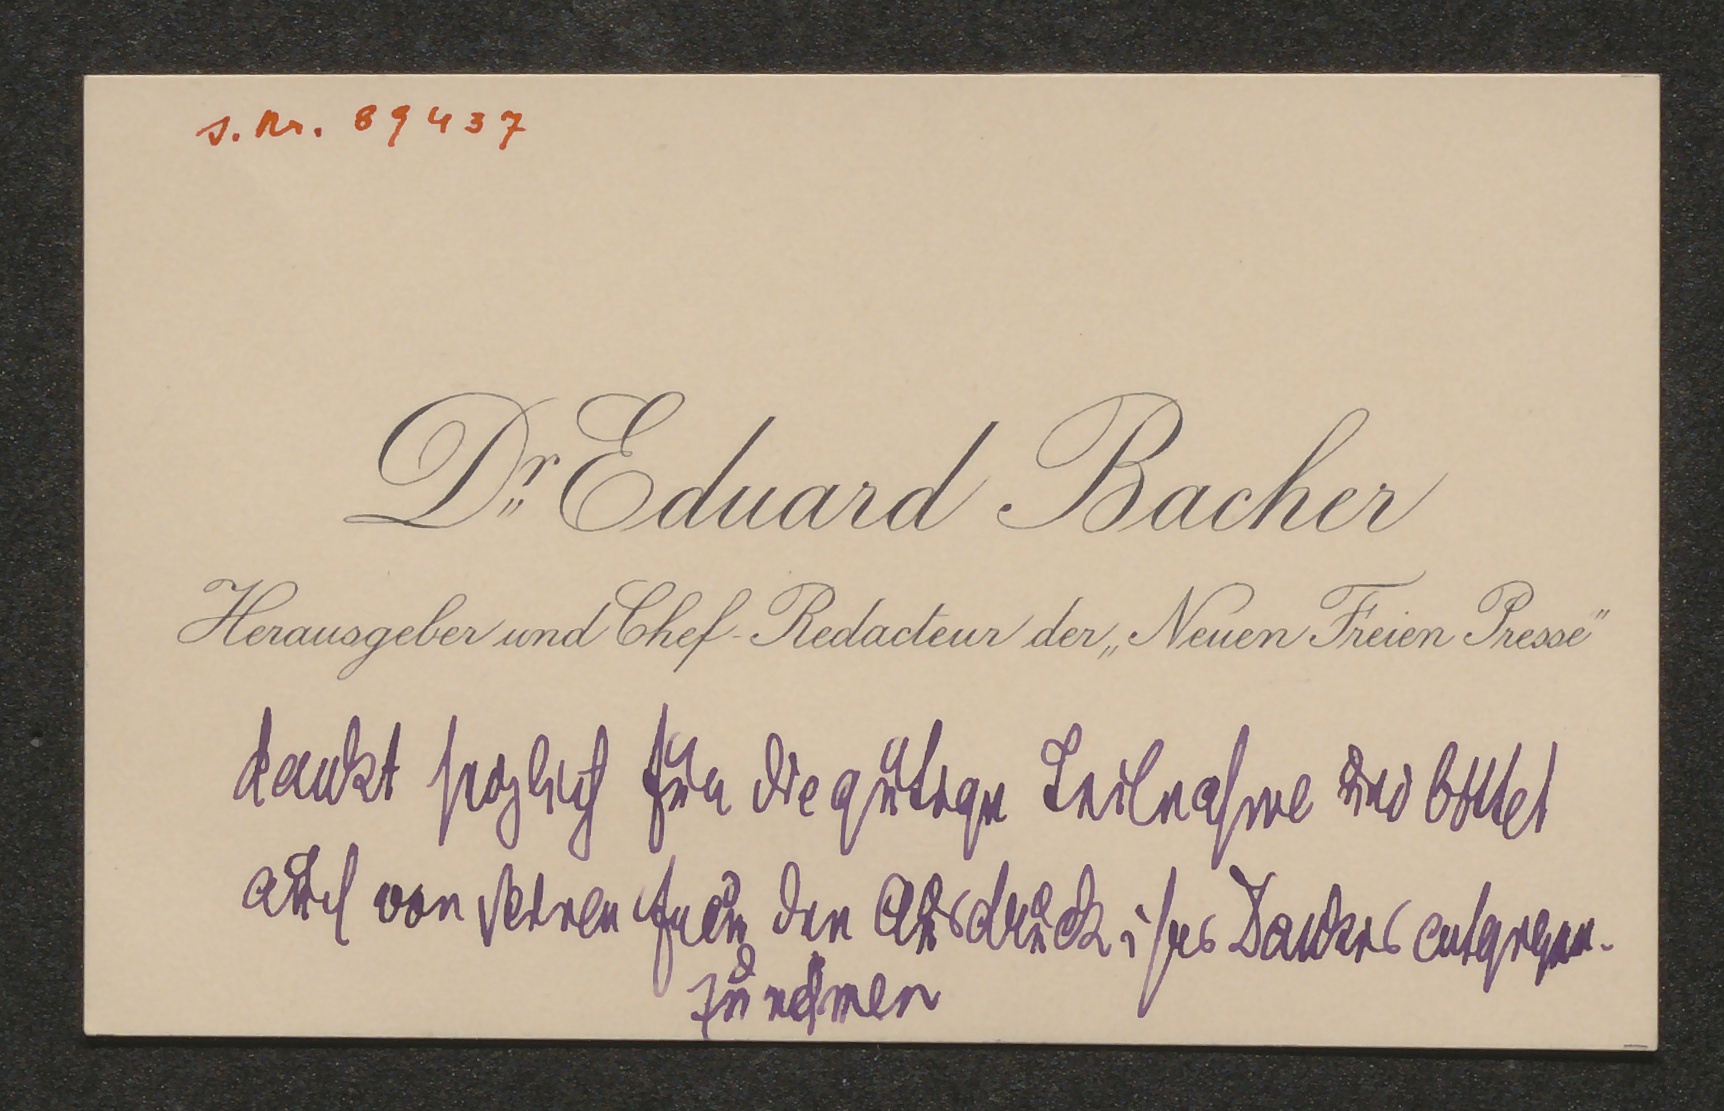 s. Nr. 89437
Dr. Eduard Bacher
Herausgeber und Chef-Redacteur der „Neuen Freien Presse"
dankt herzlich für die gütige Teilnahme und bittet
auch von seiner Frau den Ausdruck ihres Dankes entgegen-
zunehmen